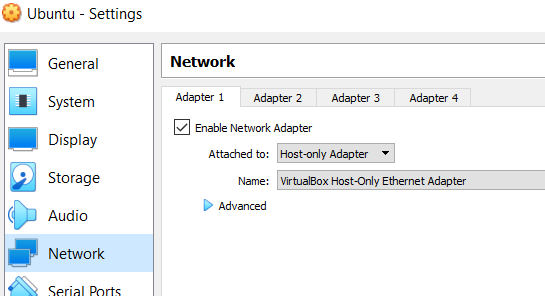 Ubuntu - Settings
General
System
Display
Storage
Audio
Network
Serial Ports
Network
Adapter 1 Adapter 2 Adapter 3 Adapter 4
Enable Network Adapter
Attached to: Host-only Adapter
Name: VirtualBox Host-Only Ethernet Adapter
Advanced